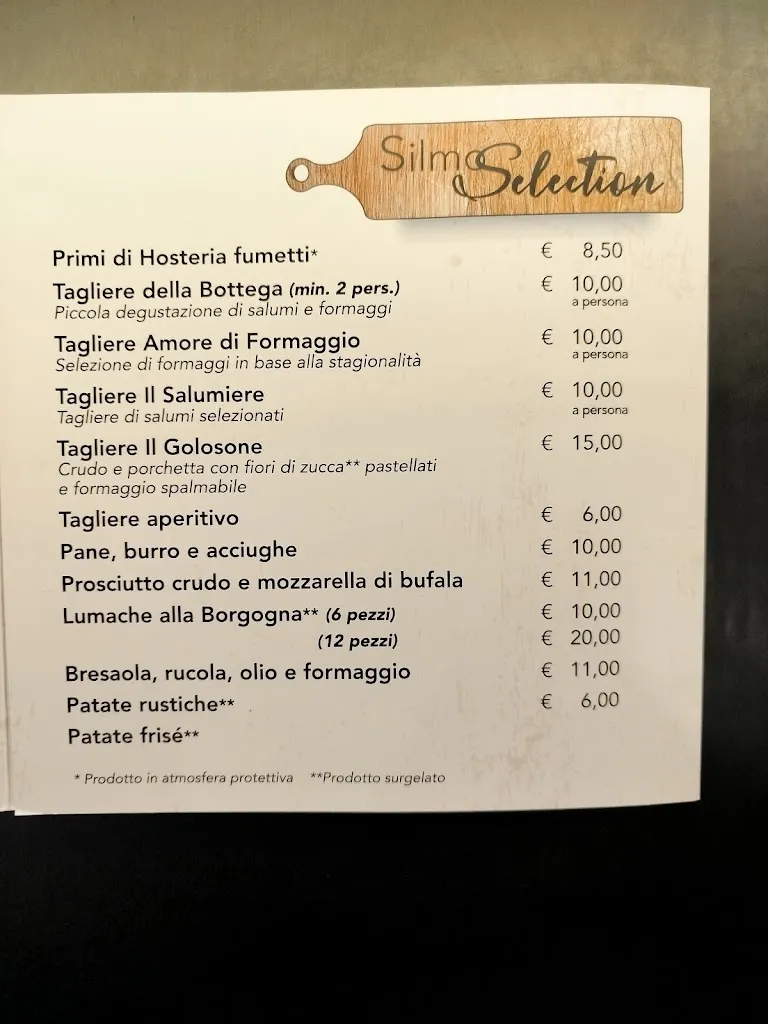 Silmo Selection
Primi di Hosteria fumetti* € 8,50
Tagliere della Bottega (min. 2 pers.) € 10,00
Piccola degustazione di salumi e formaggi a persona
Tagliere Amore di Formaggio € 10,00
Selezione di formaggi in base alla stagionalità a persona
Tagliere Il Salumiere € 10,00
Tagliere di salumi selezionati a persona
Tagliere Il Golosone € 15,00
Crudo e porchetta con fiori di zucca** pastellati
e formaggio spalmabile
Tagliere aperitivo € 6,00
Pane, burro e acciughe € 10,00
Prosciutto crudo e mozzarella di bufala € 11,00
Lumache alla Borgogna** (6 pezzi) € 10,00
(12 pezzi) € 20,00
Bresaola, rucola, olio e formaggio € 11,00
Patate rustiche** € 6,00
Patate frisé**
* Prodotto in atmosfera protettiva **Prodotto surgelato